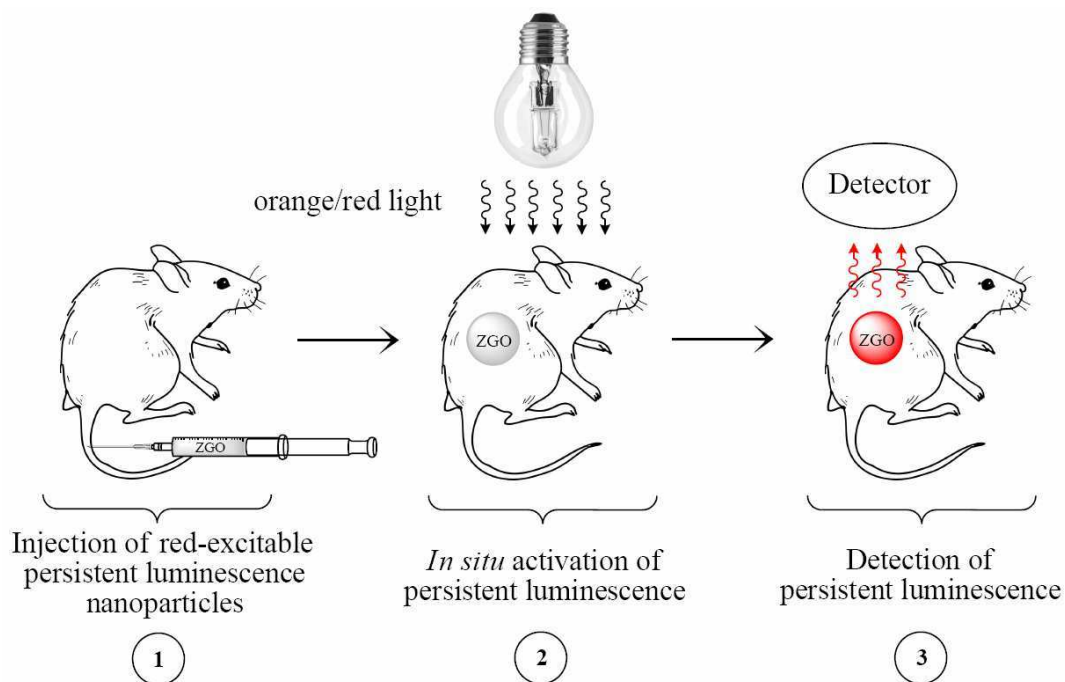 orange/red light
Detector
ZGO
ZGO
ZGO
Injection of red-excitable
persistent luminescence
nanoparticles
In situ activation of
persistent luminescence
Detection of
persistent luminescence
1
2
3